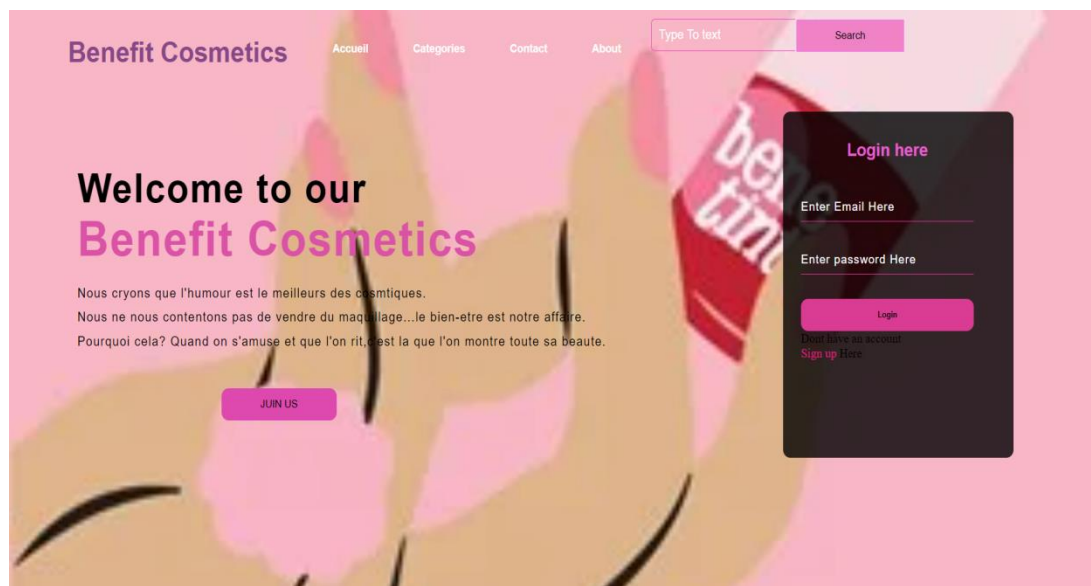 Benefit Cosmetics Accueil Categories Contact About Type To text Search
Welcome to our
Benefit Cosmetics
Nous cryons que l'humour est le meilleurs des cosmtiques.
Nous ne nous contentons pas de vendre du maquillage...le bien-etre est notre affaire.
Pourquoi cela? Quand on s'amuse et que l'on rit,c'est la que l'on montre toute sa beaute.
JUIN US
bene
tint
Login here
Enter Email Here
Enter password Here
Login
Dont have an account
Sign up Here